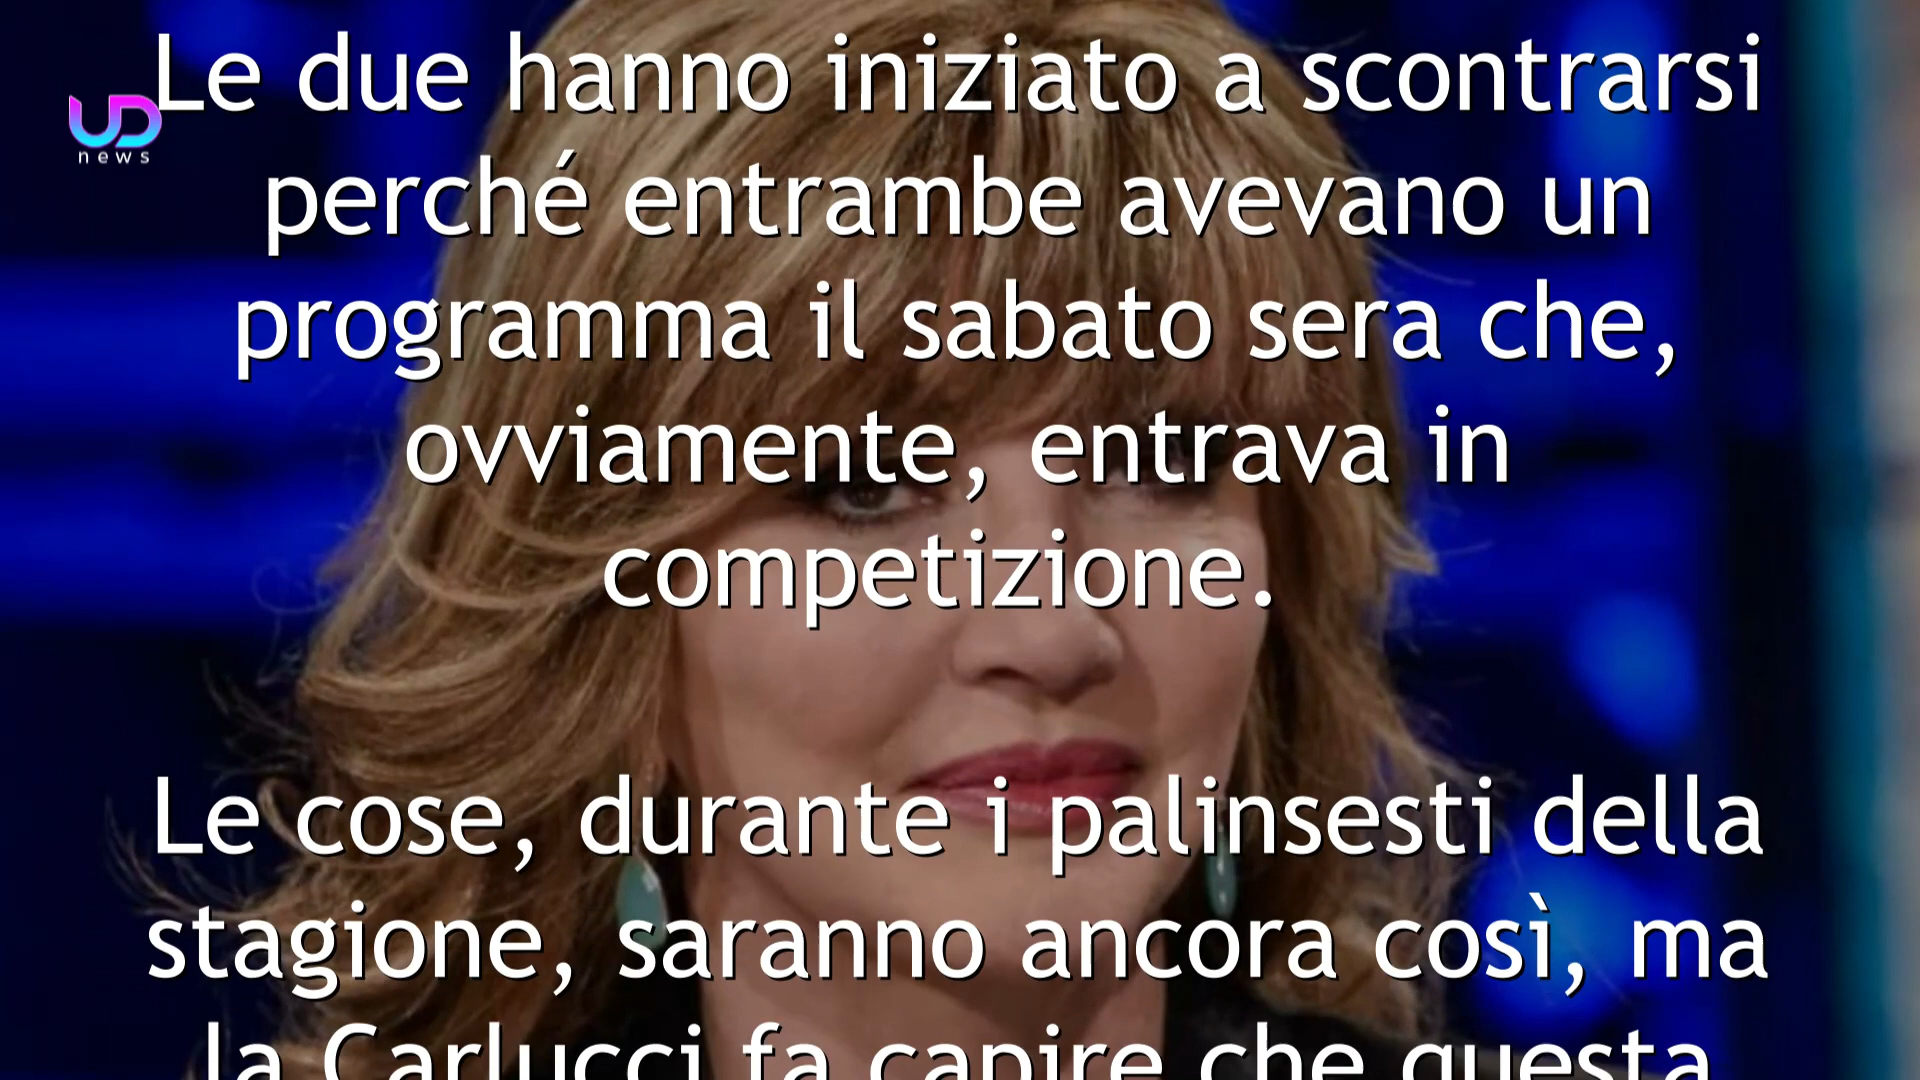 Le due hanno iniziato a scontrarsi
UD
news
perché entrambe avevano un
programma il sabato sera che,
ovviamente, entrava in
competizione.
Le cose, durante i palinsesti della
stagione, saranno ancora così, ma
la Carlucci fa capire che questa